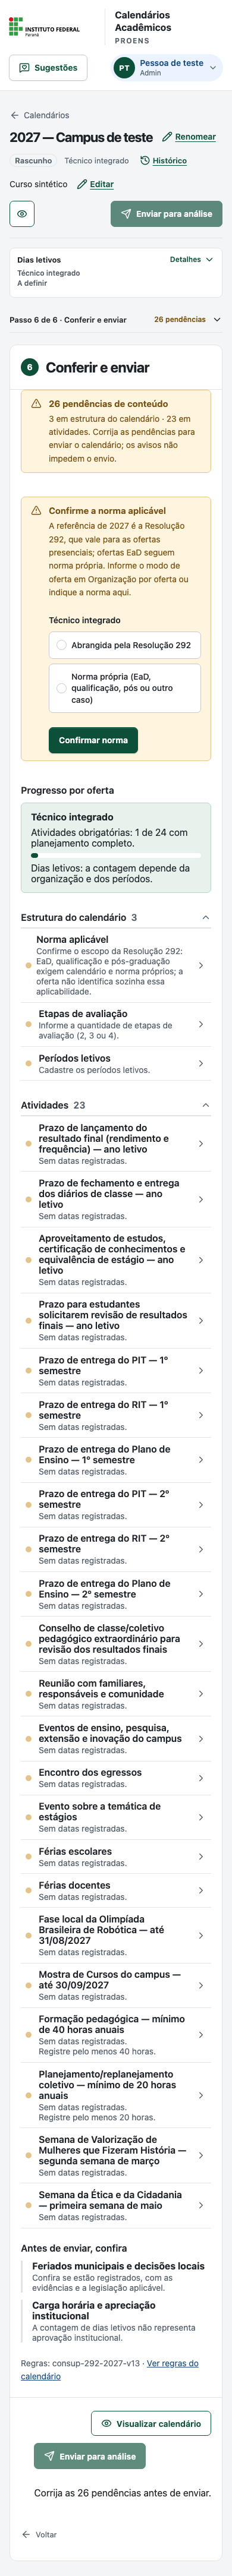 INSTITUTO FEDERAL
Paraná
Calendários
Acadêmicos
PROENS
Sugestões
PT
Pessoa de teste
Admin
Calendários
2027 — Campus de teste
Renomear
Rascunho
Técnico integrado
Histórico
Curso sintético
Editar
Enviar para análise
Dias letivos
Detalhes
Técnico integrado
A definir
Passo 6 de 6 · Conferir e enviar
26 pendências
6
Conferir e enviar
26 pendências de conteúdo
3 em estrutura do calendário · 23 em
atividades. Corrija as pendências para
enviar o calendário; os avisos não
impedem o envio.
Confirme a norma aplicável
A referência de 2027 é a Resolução
292, que vale para as ofertas
presenciais; ofertas EaD seguem
norma própria. Informe o modo de
oferta em Organização por oferta ou
indique a norma aqui.
Técnico integrado
Abrangida pela Resolução 292
Norma própria (EaD,
qualificação, pós ou outro
caso)
Confirmar norma
Progresso por oferta
Técnico integrado
Atividades obrigatórias: 1 de 24 com
planejamento completo.
Dias letivos: a contagem depende da
organização e dos períodos.
Estrutura do calendário 3
Norma aplicável
Confirme o escopo da Resolução 292:
EaD, qualificação e pós-graduação
exigem calendário e norma próprios; a
oferta não identifica sozinha essa
aplicabilidade.
Etapas de avaliação
Informe a quantidade de etapas de
avaliação (2, 3 ou 4).
Períodos letivos
Cadastre os períodos letivos.
Atividades 23
Prazo de lançamento do
resultado final (rendimento e
frequência) — ano letivo
Sem datas registradas.
Prazo de fechamento e entrega
dos diários de classe — ano
letivo
Sem datas registradas.
Aproveitamento de estudos,
certificação de conhecimentos e
equivalência de estágio — ano
letivo
Sem datas registradas.
Prazo para estudantes
solicitarem revisão de resultados
finais — ano letivo
Sem datas registradas.
Prazo de entrega do PIT — 1º
semestre
Sem datas registradas.
Prazo de entrega do RIT — 1º
semestre
Sem datas registradas.
Prazo de entrega do Plano de
Ensino — 1º semestre
Sem datas registradas.
Prazo de entrega do PIT — 2º
semestre
Sem datas registradas.
Prazo de entrega do RIT — 2º
semestre
Sem datas registradas.
Prazo de entrega do Plano de
Ensino — 2º semestre
Sem datas registradas.
Conselho de classe/coletivo
pedagógico extraordinário para
revisão dos resultados finais
Sem datas registradas.
Reunião com familiares,
responsáveis e comunidade
Sem datas registradas.
Eventos de ensino, pesquisa,
extensão e inovação do campus
Sem datas registradas.
Encontro dos egressos
Sem datas registradas.
Evento sobre a temática de
estágios
Sem datas registradas.
Férias escolares
Sem datas registradas.
Férias docentes
Sem datas registradas.
Fase local da Olimpíada
Brasileira de Robótica — até
31/08/2027
Sem datas registradas.
Mostra de Cursos do campus —
até 30/09/2027
Sem datas registradas.
Formação pedagógica — mínimo
de 40 horas anuais
Sem datas registradas.
Registre pelo menos 40 horas.
Planejamento/replanejamento
coletivo — mínimo de 20 horas
anuais
Sem datas registradas.
Registre pelo menos 20 horas.
Semana de Valorização de
Mulheres que Fizeram História —
segunda semana de março
Sem datas registradas.
Semana da Ética e da Cidadania
— primeira semana de maio
Sem datas registradas.
Antes de enviar, confira
Feriados municipais e decisões locais
Confira se estão registrados, com as
evidências e a legislação aplicável.
Carga horária e apreciação
institucional
A contagem de dias letivos não representa
aprovação institucional.
Regras: consup-292-2027-v13 · Ver regras do
calendário
Visualizar calendário
Enviar para análise
Corrija as 26 pendências antes de enviar.
Voltar